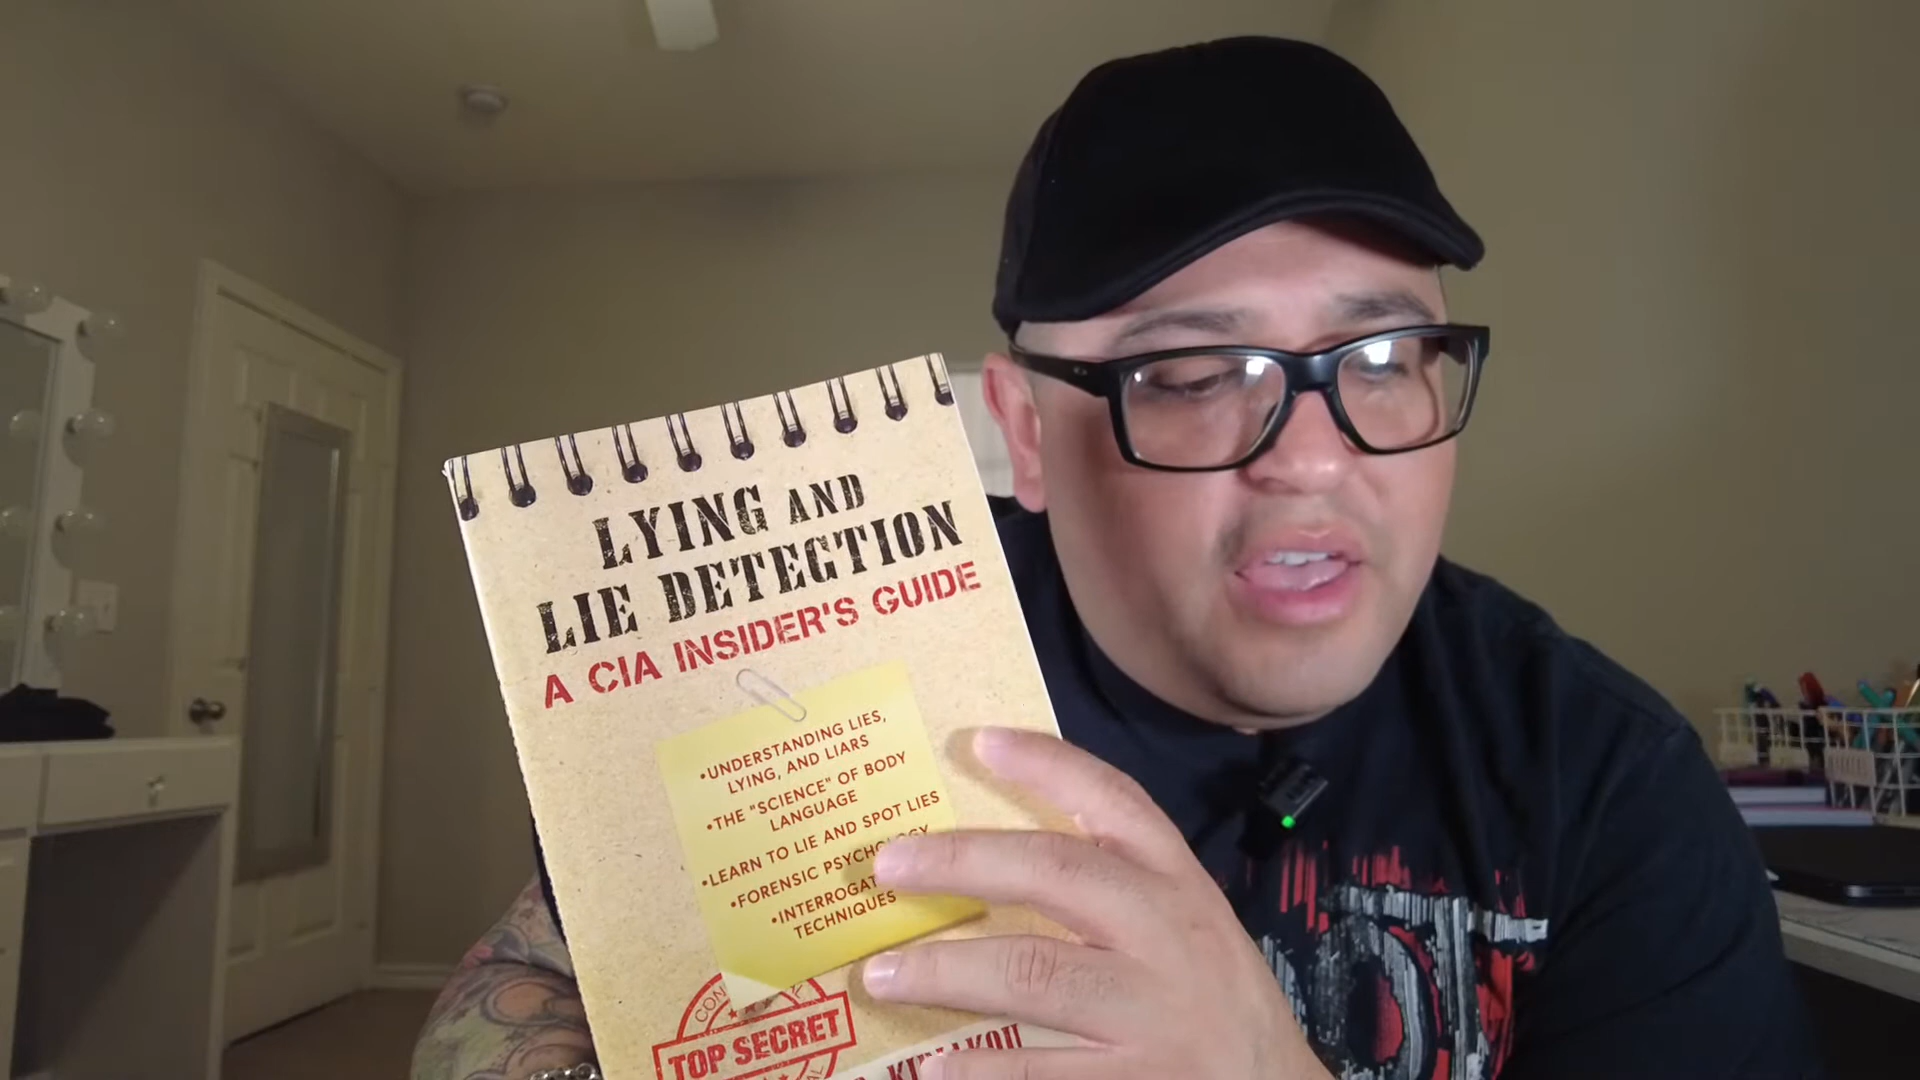 LYING AND
LIE DETECTION
A CIA INSIDER'S GUIDE
•UNDERSTANDING LIES,
LYING, AND LIARS
•THE "SCIENCE" OF BODY
LANGUAGE
•LEARN TO LIE AND SPOT LIES
•FORENSIC PSYCHOLOGY
•INTERROGAT
TECHNIQUES
TOP SECRET